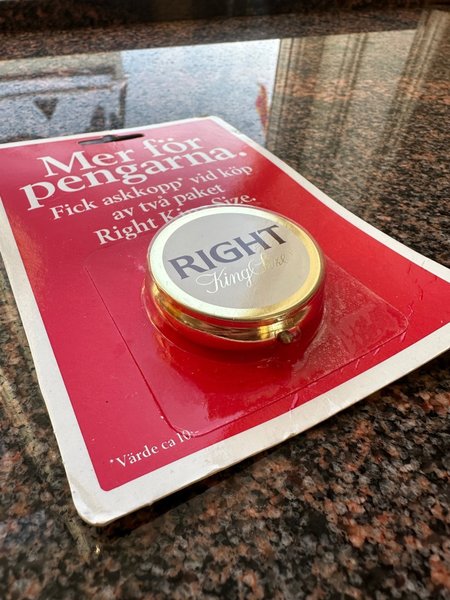 Mer för
pengarna.
Fick askkopp* vid köp
av två paket
Right King Size.
RIGHT
King Size
*Värde ca 10:-